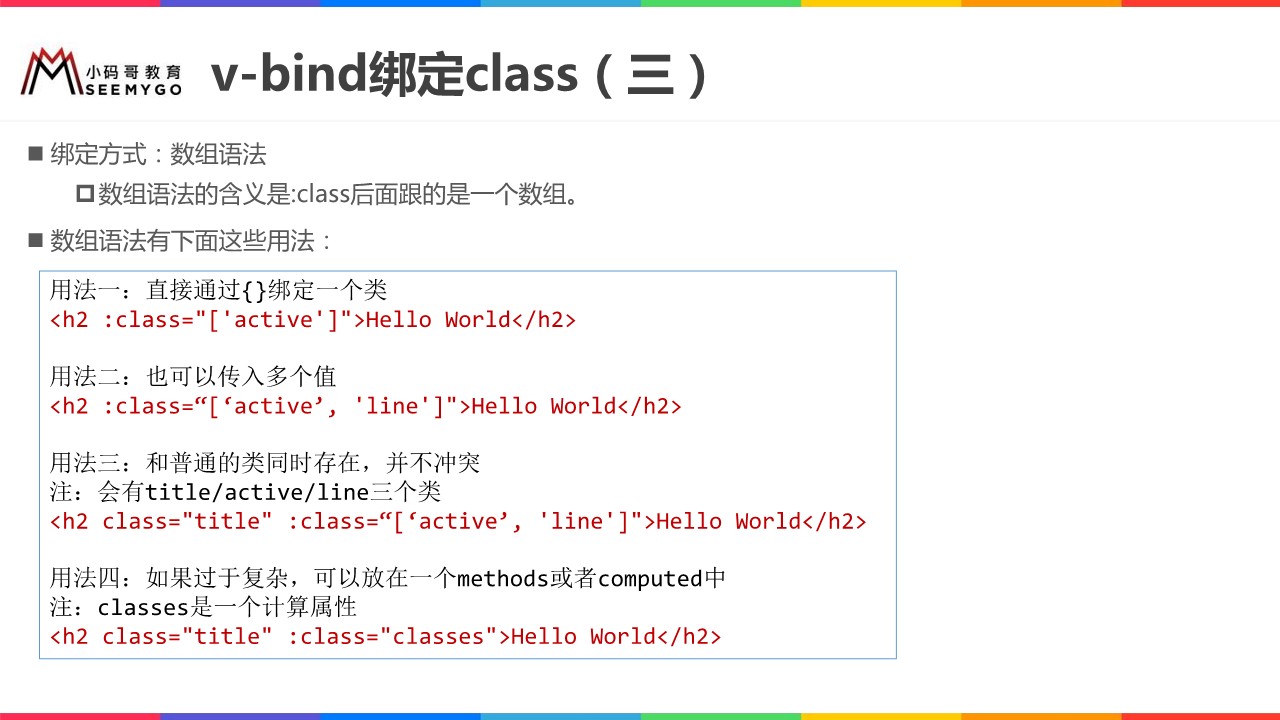 小码哥教育
SEEMYGO
v-bind绑定class（三）
绑定方式：数组语法
数组语法的含义是:class后面跟的是一个数组。
数组语法有下面这些用法：
用法一：直接通过{}绑定一个类
<h2 :class="['active']">Hello World</h2>
用法二：也可以传入多个值
<h2 :class=“[‘active’, 'line']">Hello World</h2>
用法三：和普通的类同时存在，并不冲突
注：会有title/active/line三个类
<h2 class="title" :class=“[‘active’, 'line']">Hello World</h2>
用法四：如果过于复杂，可以放在一个methods或者computed中
注：classes是一个计算属性
<h2 class="title" :class="classes">Hello World</h2>